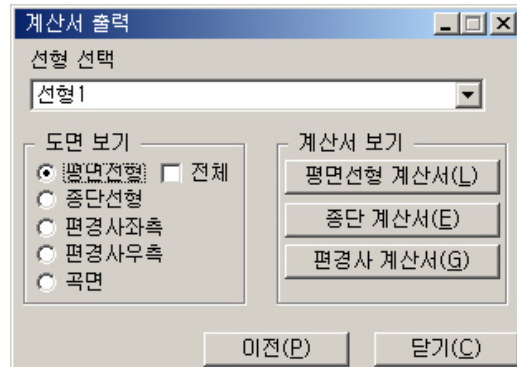 계산서 출력
선형 선택
선형1
도면 보기
평면선형 전체
종단선형
편경사좌측
편경사우측
곡면
계산서 보기
평면선형 계산서(L)
종단 계산서(E)
편경사 계산서(G)
이전(P) 닫기(C)